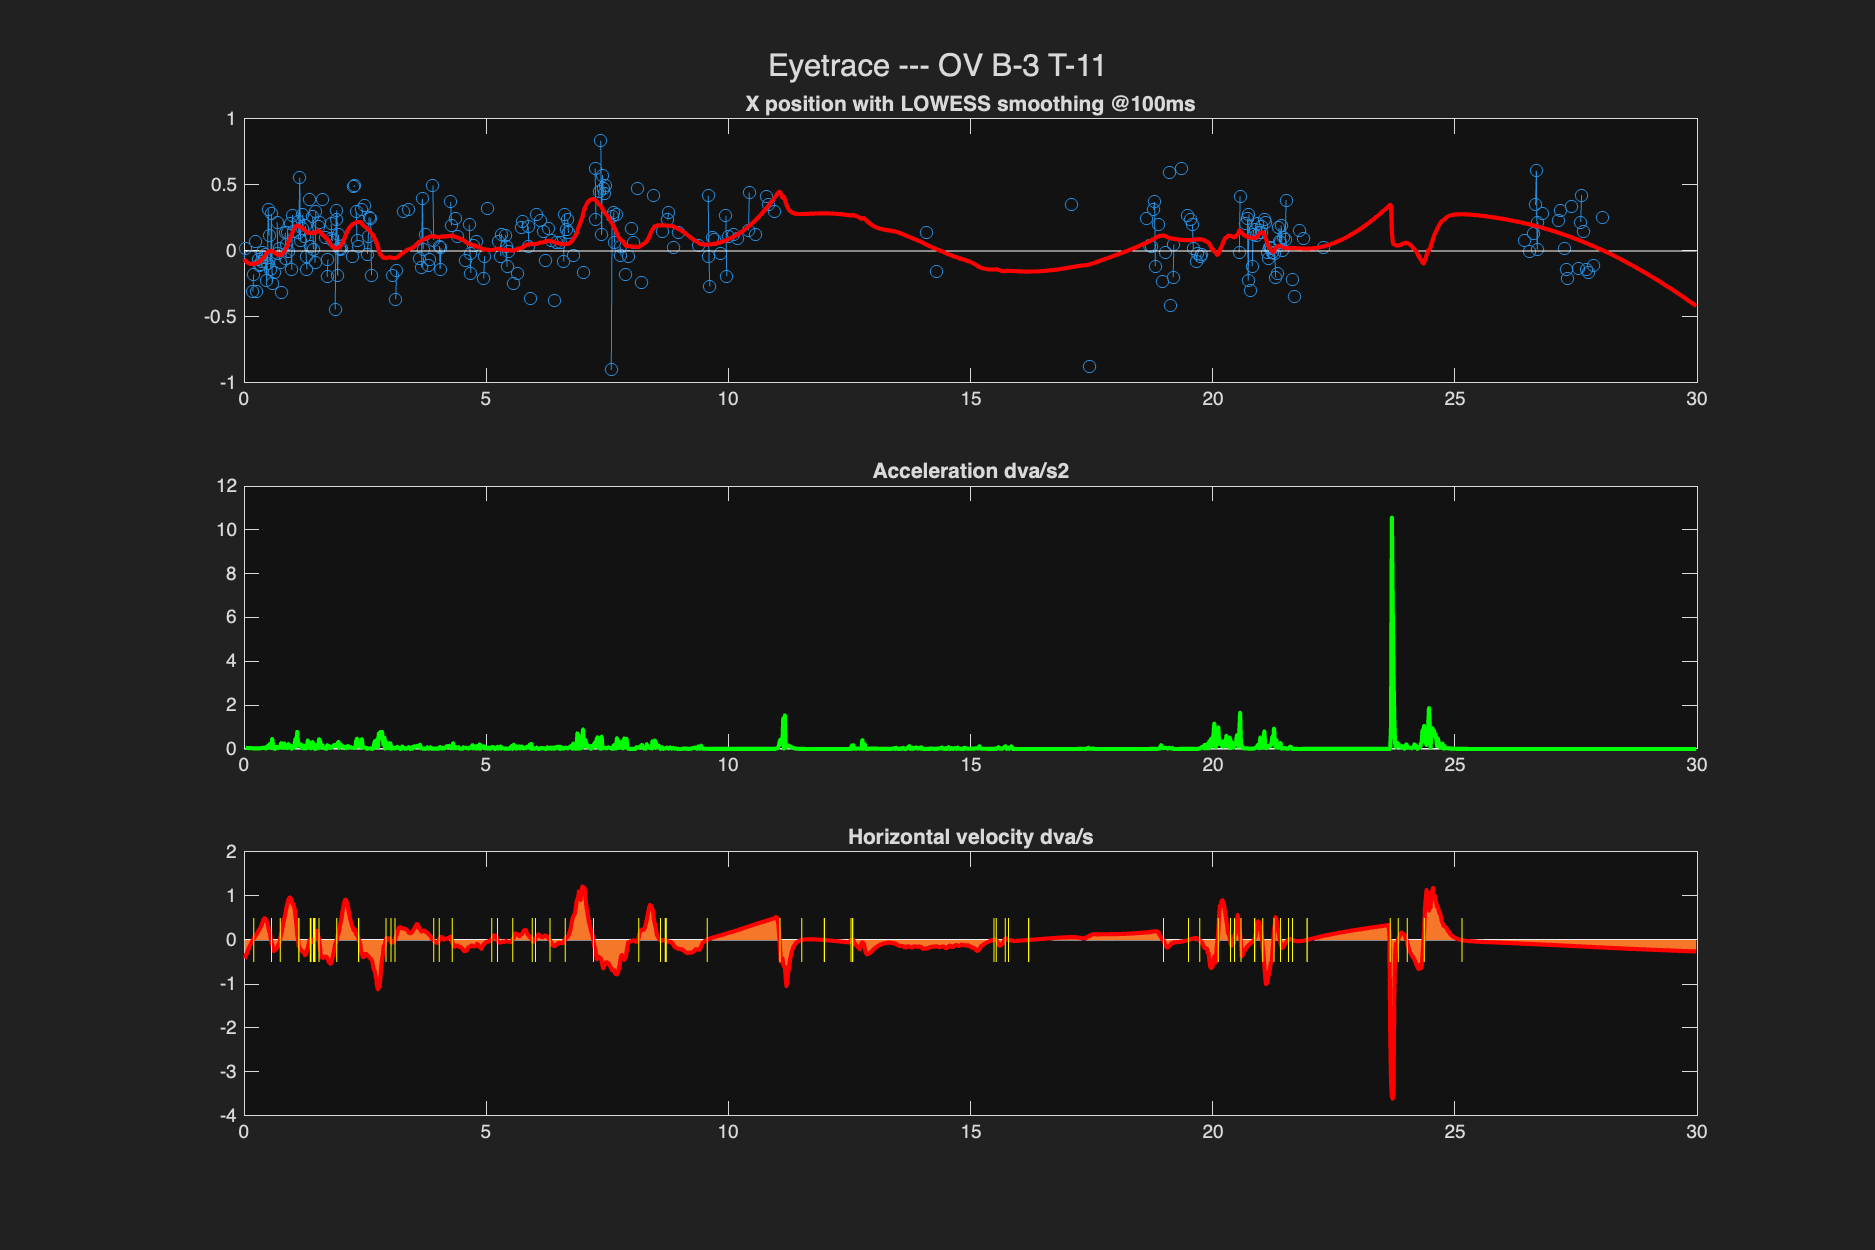 Eyetrace --- OV B-3 T-11
X position with LOWESS smoothing @100ms
1
0.5
0
-0.5
-1
0 5 10 15 20 25 30
Acceleration dva/s2
12
10
8
6
4
2
0
0 5 10 15 20 25 30
Horizontal velocity dva/s
2
1
0
-1
-2
-3
-4
0 5 10 15 20 25 30